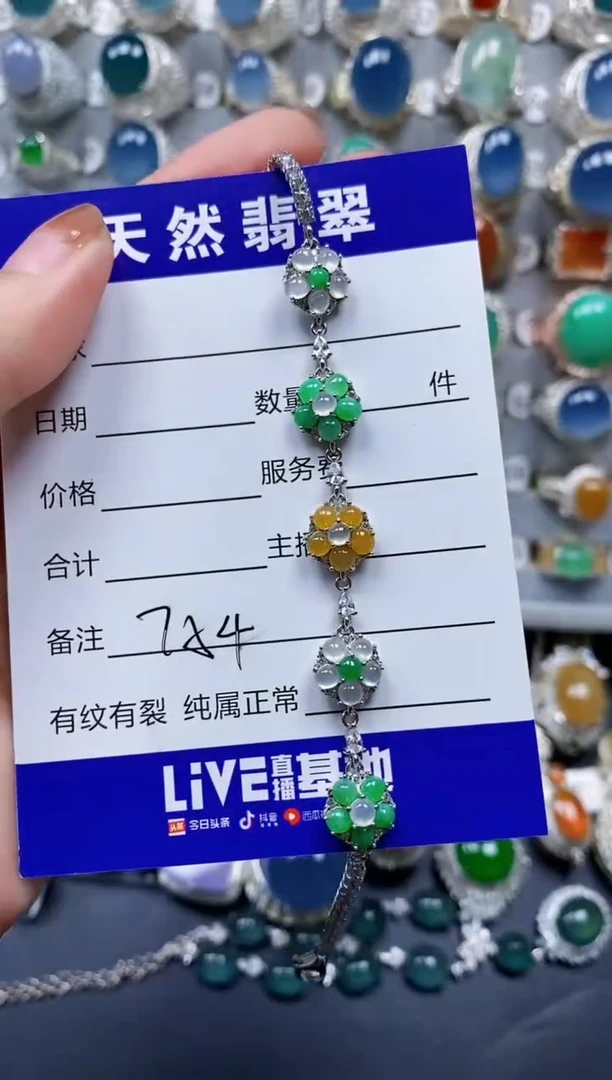 天然翡翠
日期 数量 件
价格 服务费
合计 主播
备注 724
有纹有裂 纯属正常
LiVE直播基地
头条 今日头条 抖音 西瓜